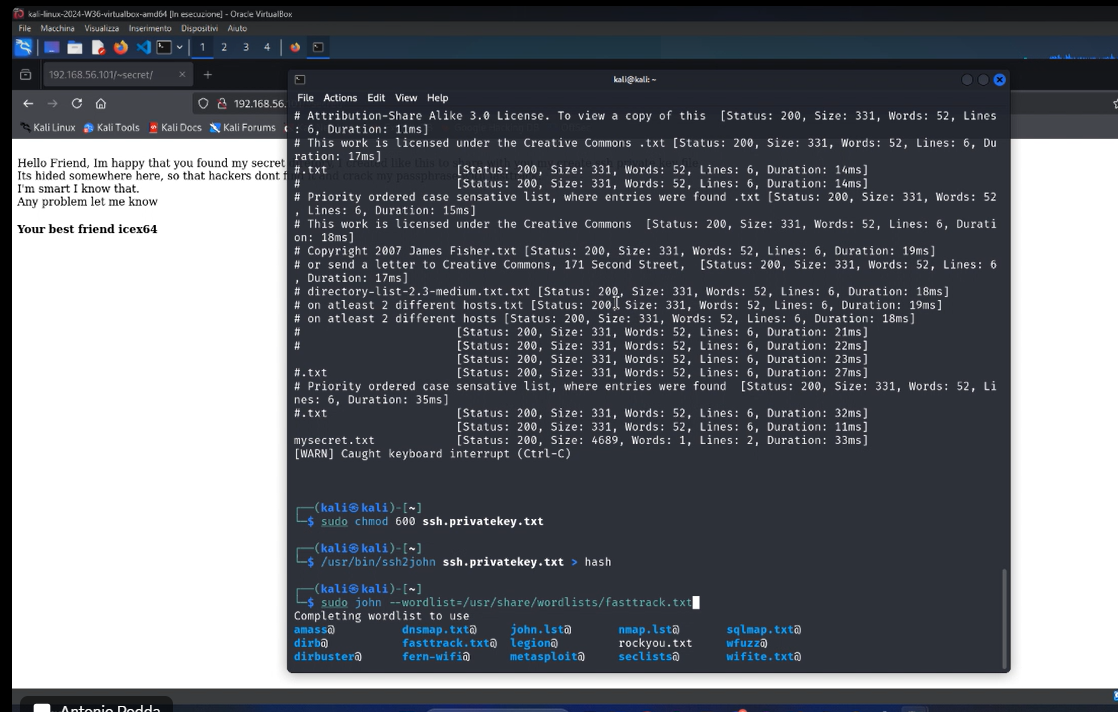 kali-linux-2024-W36-virtualbox-amd64 [In esecuzione] - Oracle VirtualBox
File Macchina Visualizza Inserimento Dispositivi Aiuto
1 2 3 4
192.168.56.101/~secret/
192.168.56.
Kali Linux Kali Tools Kali Docs Kali Forums
Hello Friend, Im happy that you found my secret
Its hided somewhere here, so that hackers dont
I'm smart I know that.
Any problem let me know
Your best friend icex64
kali@kali: ~
File Actions Edit View Help
# Attribution-Share Alike 3.0 License. To view a copy of this [Status: 200, Size: 331, Words: 52, Lines
: 6, Duration: 11ms]
# This work is licensed under the Creative Commons .txt [Status: 200, Size: 331, Words: 52, Lines: 6, Du
ration: 17ms]
#.txt [Status: 200, Size: 331, Words: 52, Lines: 6, Duration: 14ms]
# [Status: 200, Size: 331, Words: 52, Lines: 6, Duration: 14ms]
# Priority ordered case sensative list, where entries were found .txt [Status: 200, Size: 331, Words: 52
, Lines: 6, Duration: 15ms]
# This work is licensed under the Creative Commons [Status: 200, Size: 331, Words: 52, Lines: 6, Durati
on: 18ms]
# Copyright 2007 James Fisher.txt [Status: 200, Size: 331, Words: 52, Lines: 6, Duration: 19ms]
# or send a letter to Creative Commons, 171 Second Street, [Status: 200, Size: 331, Words: 52, Lines: 6
, Duration: 17ms]
# directory-list-2.3-medium.txt.txt [Status: 200, Size: 331, Words: 52, Lines: 6, Duration: 18ms]
# on atleast 2 different hosts.txt [Status: 200, Size: 331, Words: 52, Lines: 6, Duration: 19ms]
# on atleast 2 different hosts [Status: 200, Size: 331, Words: 52, Lines: 6, Duration: 18ms]
# [Status: 200, Size: 331, Words: 52, Lines: 6, Duration: 21ms]
# [Status: 200, Size: 331, Words: 52, Lines: 6, Duration: 22ms]
[Status: 200, Size: 331, Words: 52, Lines: 6, Duration: 23ms]
#.txt [Status: 200, Size: 331, Words: 52, Lines: 6, Duration: 27ms]
# Priority ordered case sensative list, where entries were found [Status: 200, Size: 331, Words: 52, Li
nes: 6, Duration: 35ms]
#.txt [Status: 200, Size: 331, Words: 52, Lines: 6, Duration: 32ms]
[Status: 200, Size: 331, Words: 52, Lines: 6, Duration: 11ms]
mysecret.txt [Status: 200, Size: 4689, Words: 1, Lines: 2, Duration: 33ms]
[WARN] Caught keyboard interrupt (Ctrl-C)
┌──(kali㉿kali)-[~]
└─$ sudo chmod 600 ssh.privatekey.txt
┌──(kali㉿kali)-[~]
└─$ /usr/bin/ssh2john ssh.privatekey.txt > hash
┌──(kali㉿kali)-[~]
└─$ sudo john --wordlist=/usr/share/wordlists/fasttrack.txt
Completing wordlist to use
amass@ dnsmap.txt@ john.lst@ nmap.lst@ sqlmap.txt@
dirb@ fasttrack.txt@ legion@ rockyou.txt wfuzz@
dirbuster@ fern-wifi@ metasploit@ seclists@ wifite.txt@
Antonio